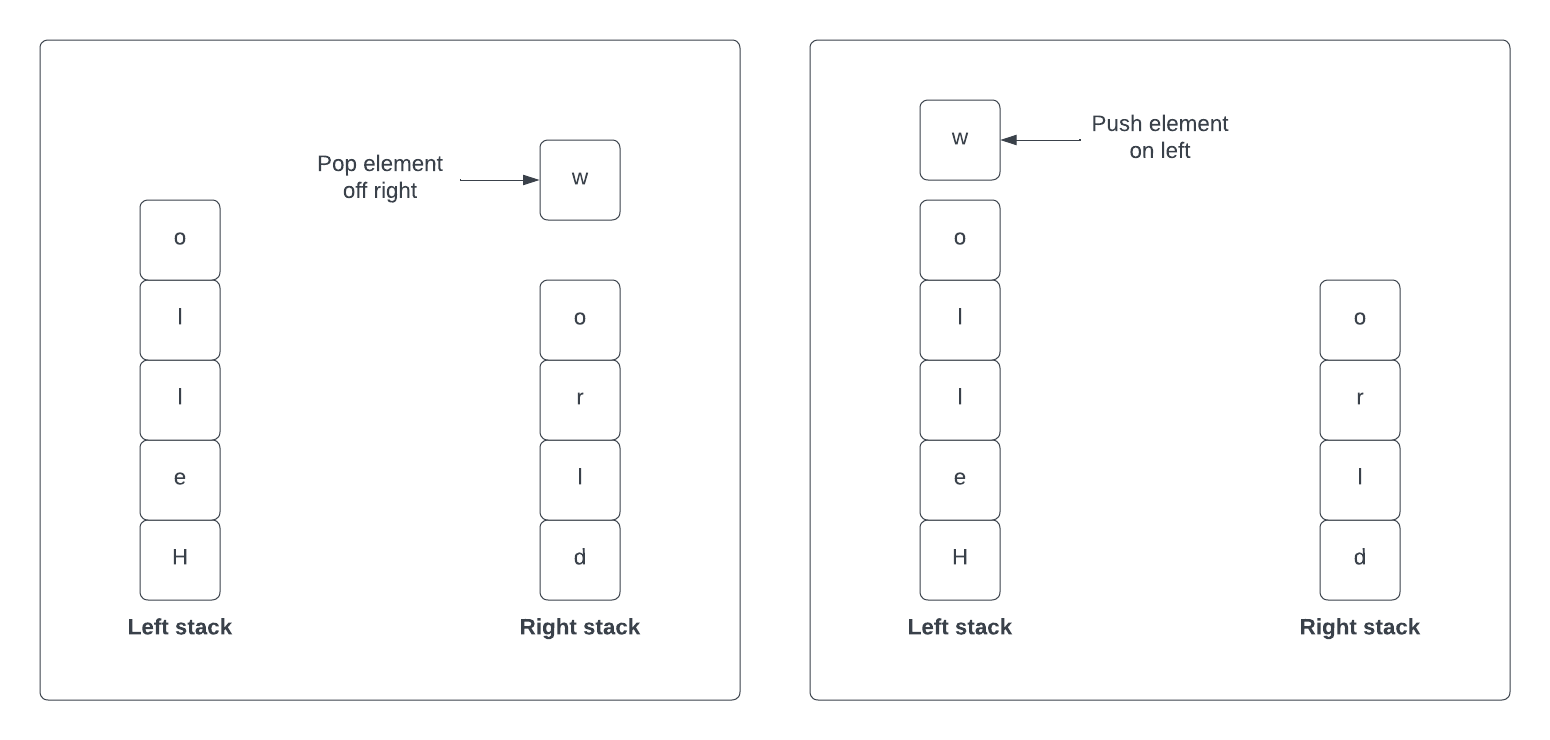 Pop element
off right
w
o
l
l
e
H
o
r
l
d
Left stack
Right stack
w
Push element
on left
o
l
l
e
H
o
r
l
d
Left stack
Right stack